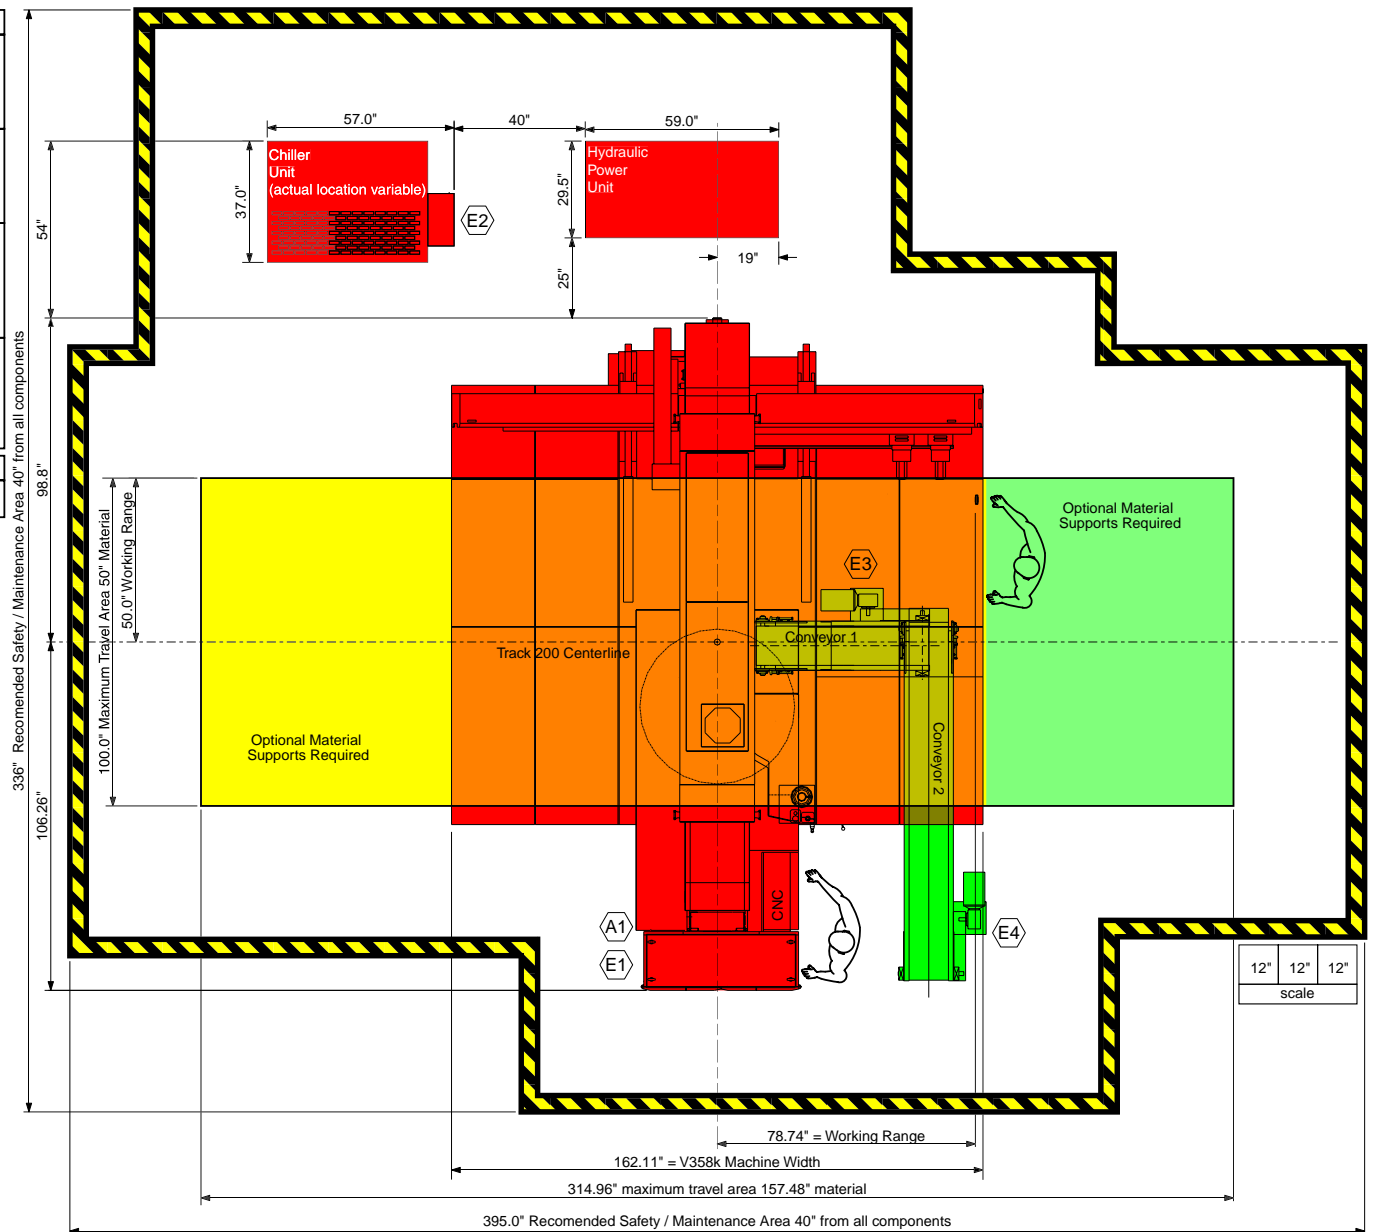 57.0"
40"
59.0"
Chiller
Unit
(actual location variable)
Hydraulic
Power
Unit
37.0"
29.5"
54"
E2
19"
25"
336" Recomended Safety / Maintenance Area 40" from all components
98.8"
100.0" Maximum Travel Area 50" Material
50.0" Working Range
Optional Material
Supports Required
E3
Conveyor 1
Track 200 Centerline
Optional Material
Supports Required
Conveyor 2
106.26"
CNC
A1
E1
E4
12" 12" 12"
scale
78.74" = Working Range
162.11" = V358k Machine Width
314.96" maximum travel area 157.48" material
395.0" Recomended Safety / Maintenance Area 40" from all components